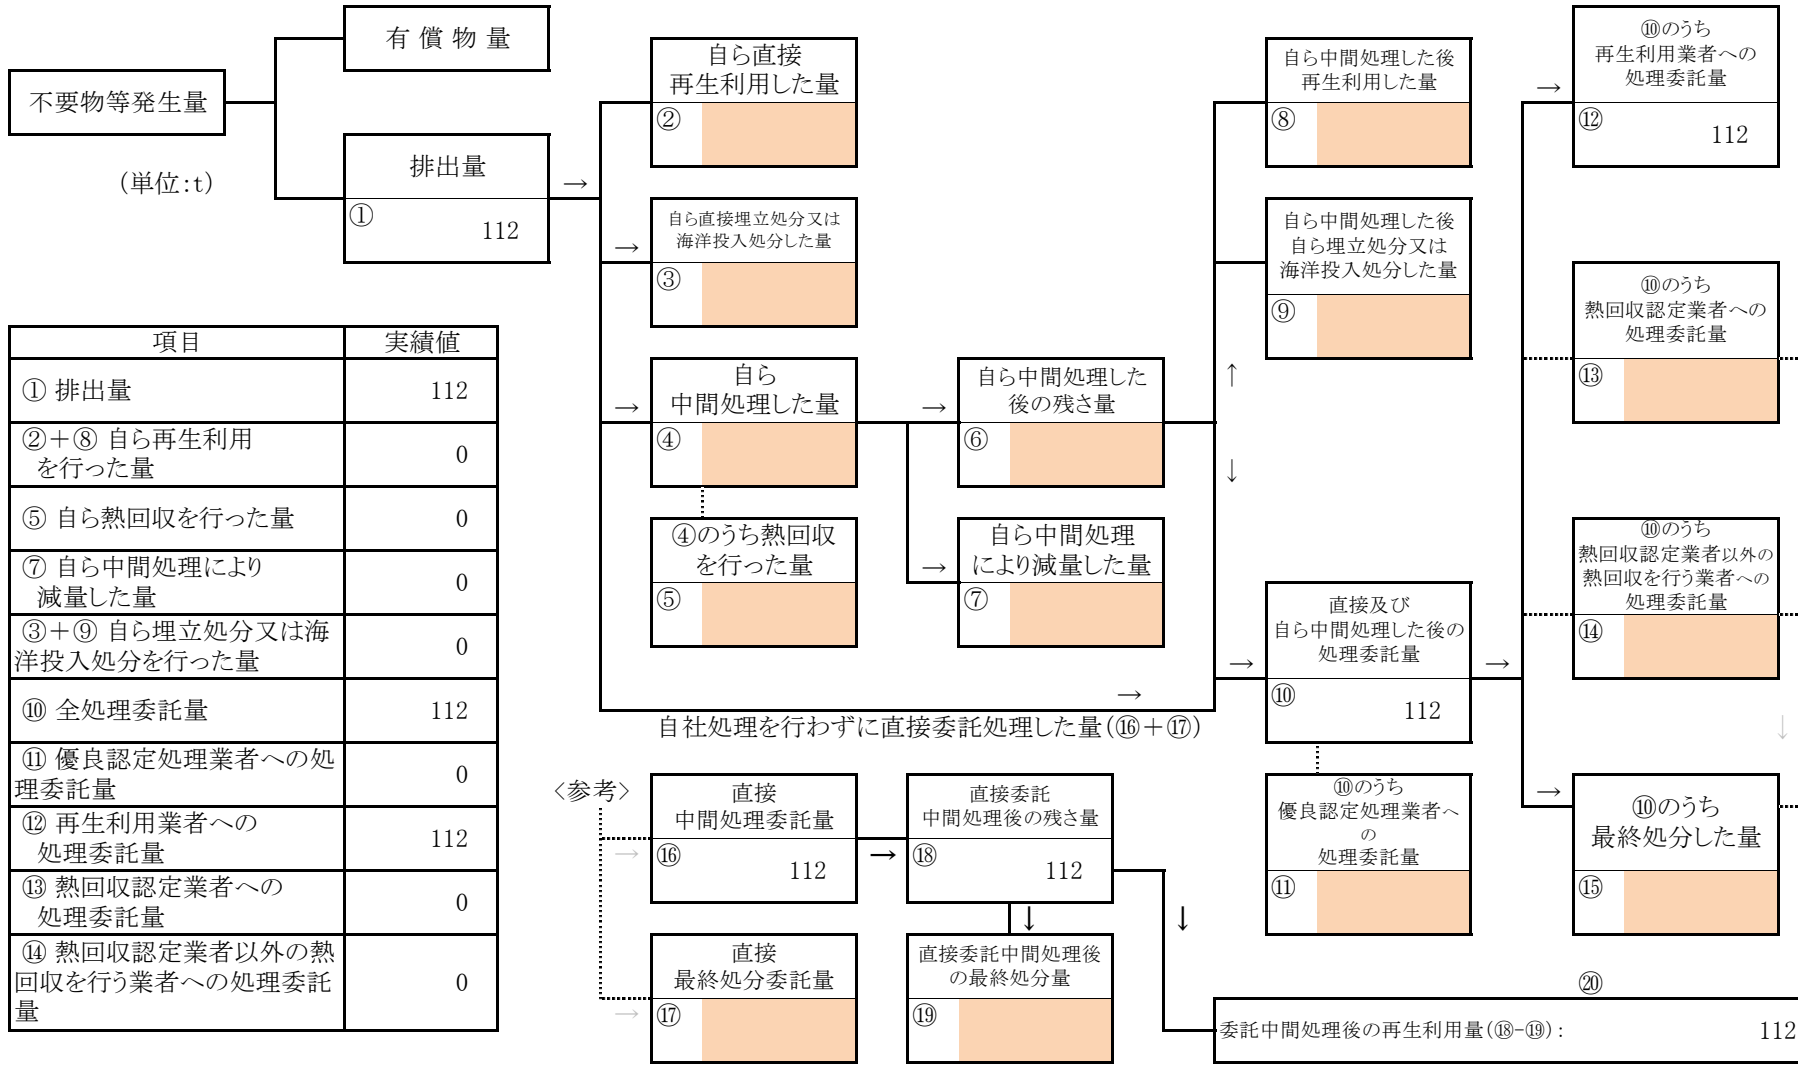 有 償 物 量
不要物等発生量
(単位:t)
排出量
→
①
112
自ら直接
再生利用した量
②
→
自ら直接埋立処分又は
海洋投入処分した量
③
→
自ら
中間処理した量
④
④のうち熱回収
を行った量
⑤
→
自ら中間処理した
後の残さ量
⑥
→
自ら中間処理
により減量した量
⑦
自ら中間処理した後
再生利用した量
⑧
自ら中間処理した後
自ら埋立処分又は
海洋投入処分した量
⑨
↑
↓
→
自社処理を行わずに直接委託処理した量(⑯+⑰)
→
直接及び
自ら中間処理した後の
処理委託量
⑩
112
→
⑩のうち
優良認定処理業者へ
の
処理委託量
⑪
→
⑩のうち
再生利用業者への
処理委託量
⑫
112
⑩のうち
熱回収認定業者への
処理委託量
⑬
⑩のうち
熱回収認定業者以外の
熱回収を行う業者への
処理委託量
⑭
↓
→
⑩のうち
最終処分した量
⑮
項目 実績値
① 排出量 112
②+⑧ 自ら再生利用
を行った量 0
⑤ 自ら熱回収を行った量 0
⑦ 自ら中間処理により
減量した量 0
③+⑨ 自ら埋立処分又は海
洋投入処分を行った量 0
⑩ 全処理委託量 112
⑪ 優良認定処理業者への処
理委託量 0
⑫ 再生利用業者への
処理委託量 112
⑬ 熱回収認定業者への
処理委託量 0
⑭ 熱回収認定業者以外の熱
回収を行う業者への処理委託
量 0
<参考>
→
直接
中間処理委託量
⑯
112
→
直接委託
中間処理後の残さ量
⑱
112
↓
↓
→
直接
最終処分委託量
⑰
直接委託中間処理後
の最終処分量
⑲
⑳
委託中間処理後の再生利用量(⑱-⑲): 112